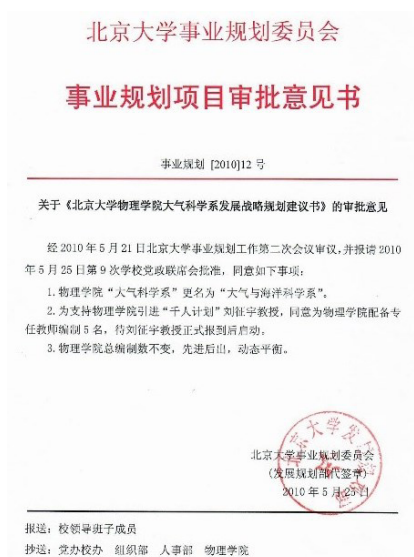 北京大学事业规划委员会
事业规划项目审批意见书
事业规划 [2010]12 号
关于《北京大学物理学院大气科学系发展战略规划建议书》的审批意见
经 2010 年 5 月 21 日北京大学事业规划工作第二次会议审议,并报请 2010
年 5 月 25 日第 9 次学校党政联席会批准，同意如下事项：
1. 物理学院“大气科学系”更名为“大气与海洋科学系”。
2. 为支持物理学院引进“千人计划”刘征宇教授，同意为物理学院配备专
任教师编制 5 名，待刘征宇教授正式报到后启动。
3. 物理学院总编制数不变，先进后出，动态平衡。
北京大学事业规划委员会
(发展规划部代签章)
2010 年 5 月 25 日
北京大学发展规划部
报送：校领导班子成员
抄送：党办校办 组织部 人事部 物理学院